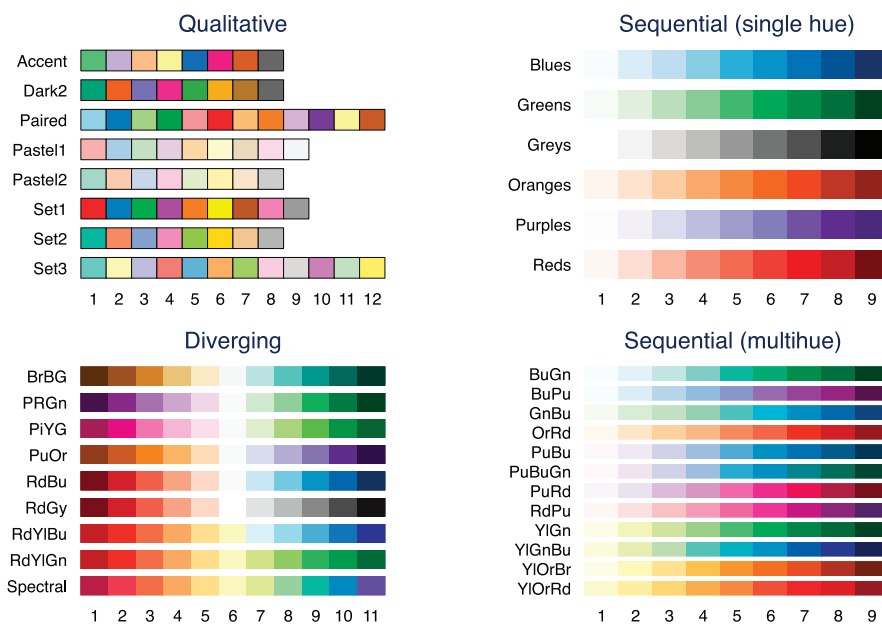 Qualitative
Accent
Dark2
Paired
Pastel1
Pastel2
Set1
Set2
Set3
1 2 3 4 5 6 7 8 9 10 11 12
Sequential (single hue)
Blues
Greens
Greys
Oranges
Purples
Reds
1 2 3 4 5 6 7 8 9
Diverging
BrBG
PRGn
PiYG
PuOr
RdBu
RdGy
RdYlBu
RdYlGn
Spectral
1 2 3 4 5 6 7 8 9 10 11
Sequential (multihue)
BuGn
BuPu
GnBu
OrRd
PuBu
PuBuGn
PuRd
RdPu
YlGn
YlGnBu
YlOrBr
YlOrRd
1 2 3 4 5 6 7 8 9